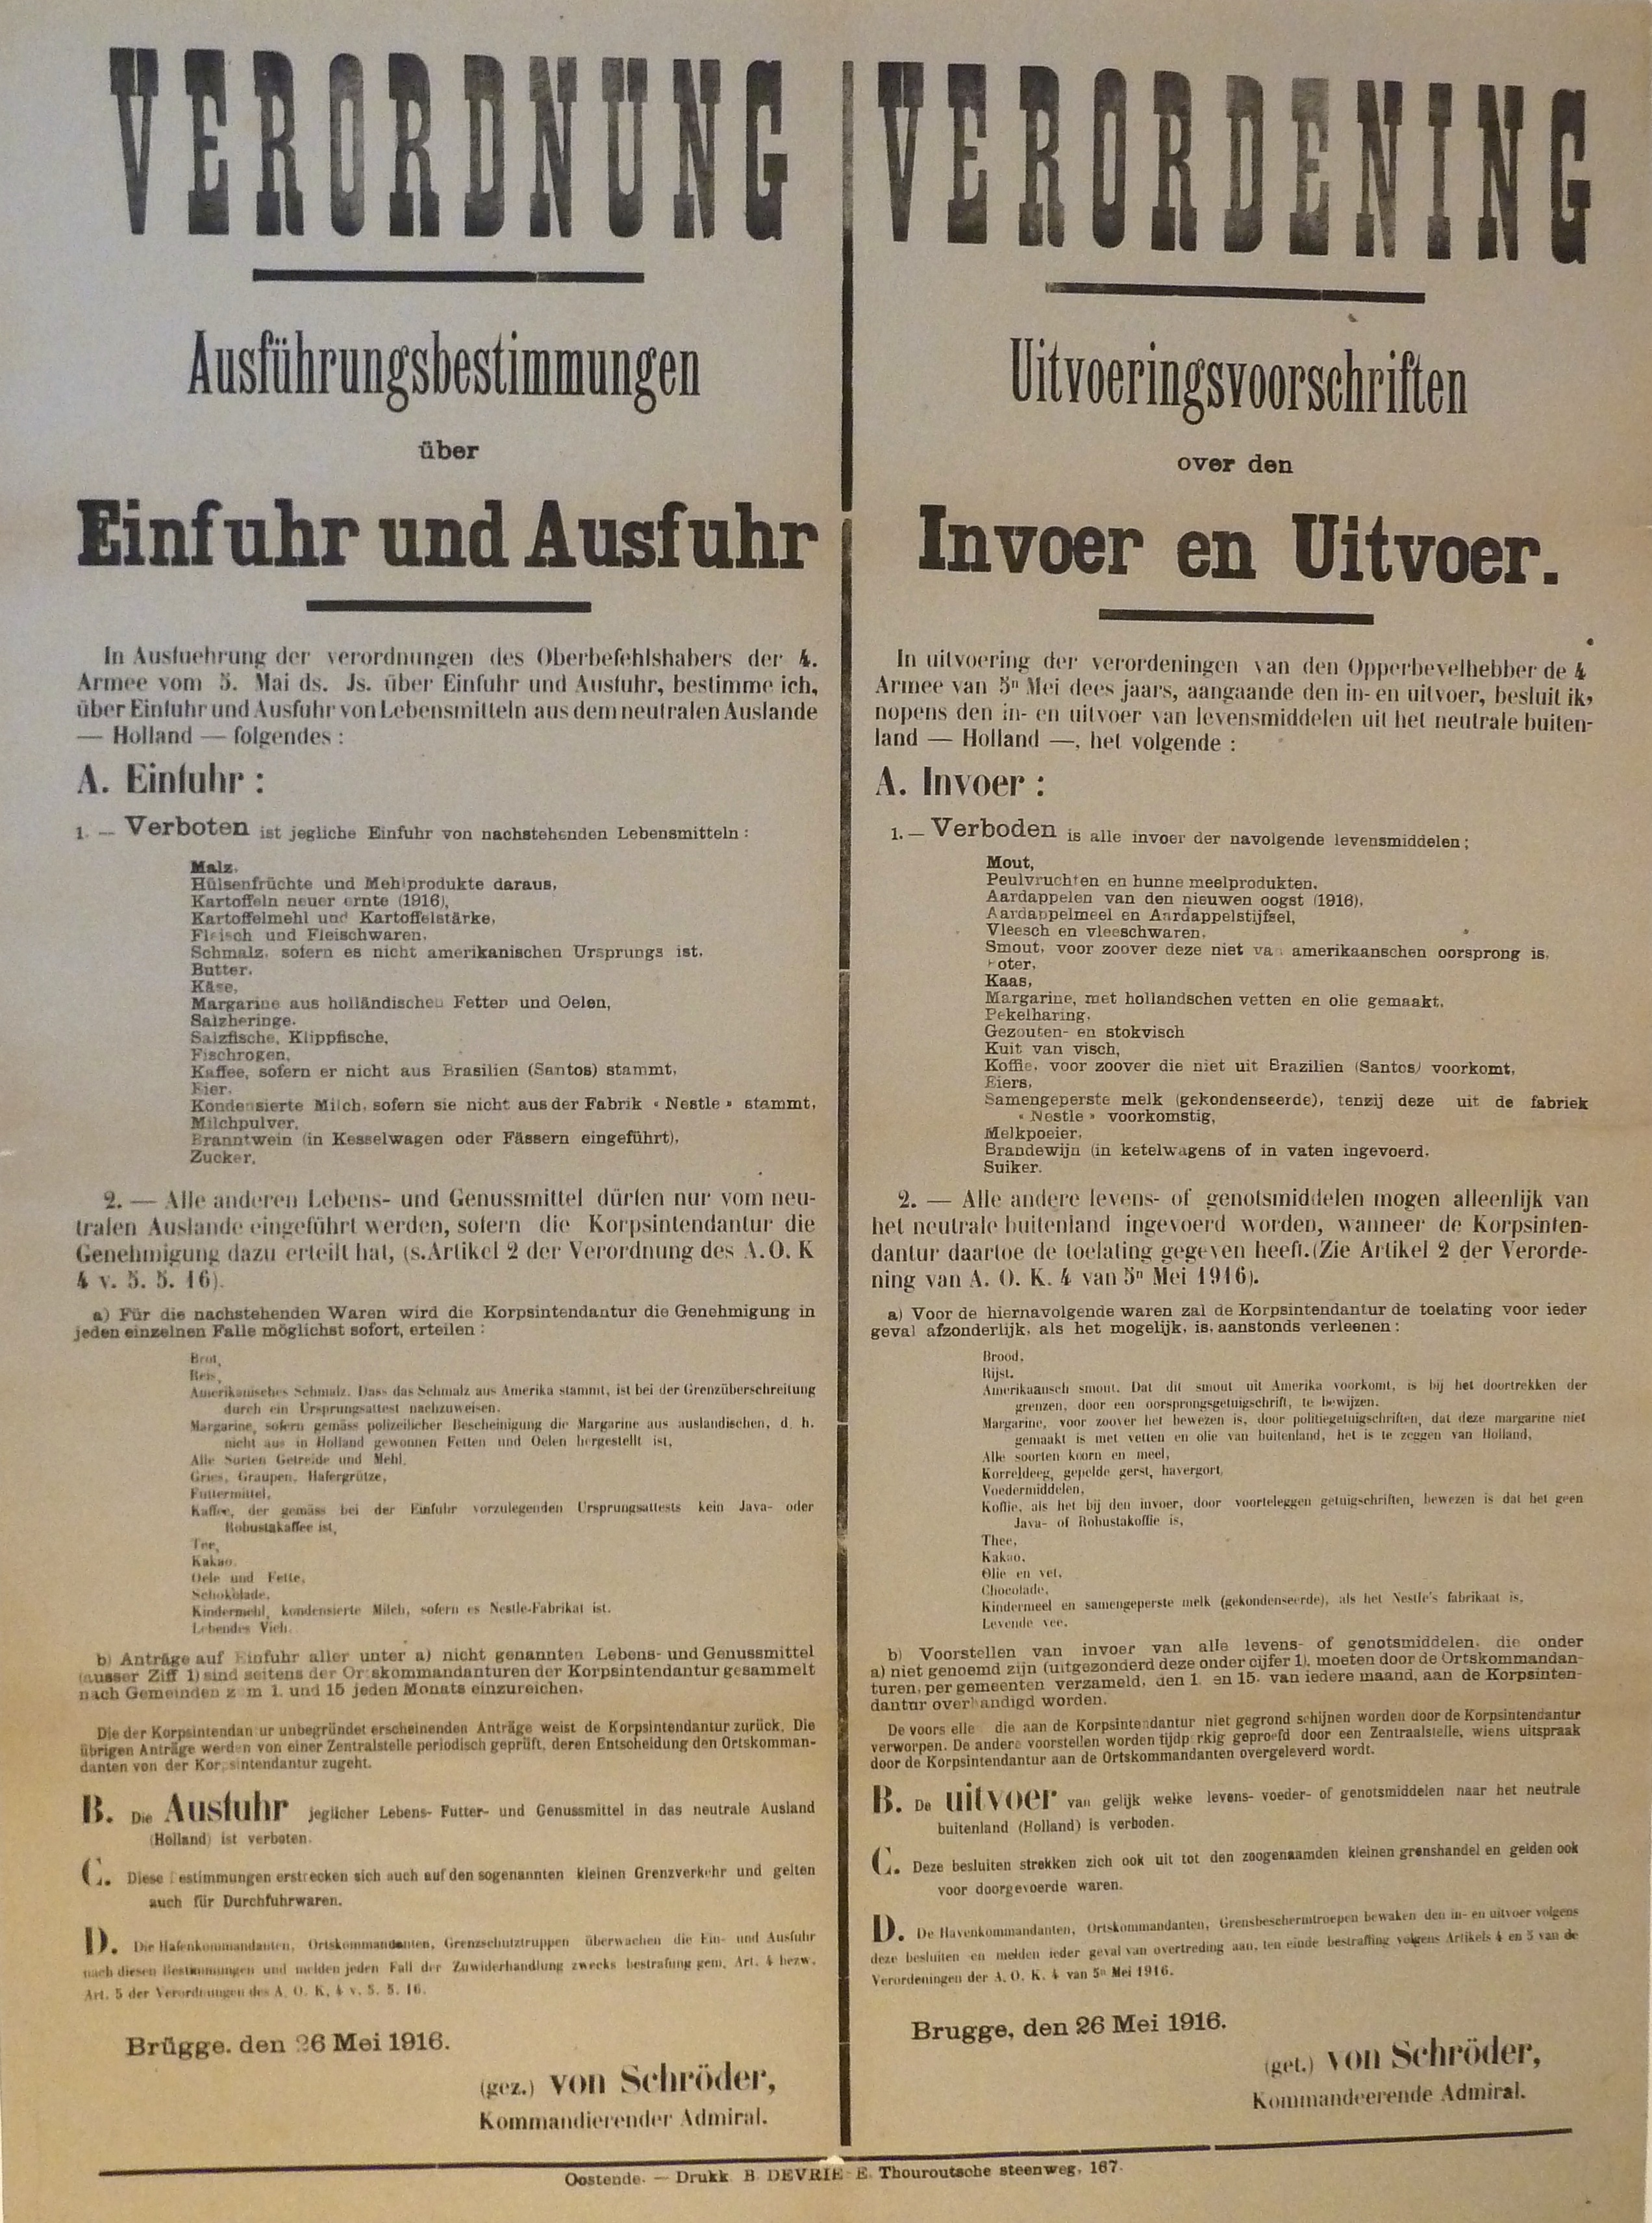 VERORDNUNG
Ausführungsbestimmungen
über
Einfuhr und Ausfuhr
In Ausfuehrung der verordnungen des Oberbefehlshabers der 4.
Armee vom 5. Mai ds. Js. über Einfuhr und Ausfuhr, bestimme ich,
über Einfuhr und Ausfuhr von Lebensmitteln aus dem neutralen Auslande
— Holland — folgendes :
A. Einfuhr :
1. — Verboten ist jegliche Einfuhr von nachstehenden Lebensmitteln :
Malz,
Hülsenfrüchte und Mehlprodukte daraus,
Kartoffeln neuer ernte (1916),
Kartoffelmehl und Kartoffelstärke,
Fleisch und Fleischwaren,
Schmalz, sofern es nicht amerikanischen Ursprungs ist,
Butter,
Käse,
Margarine aus holländischen Fetten und Oelen,
Salzheringe,
Salzfische, Klippfische,
Fischrogen,
Kaffee, sofern er nicht aus Brasilien (Santos) stammt,
Eier,
Kondensierte Milch, sofern sie nicht aus der Fabrik « Nestle » stammt,
Milchpulver,
Branntwein (in Kesselwagen oder Fässern eingeführt),
Zucker,
2. — Alle anderen Lebens- und Genussmittel dürfen nur vom neu-
tralen Auslande eingeführt werden, sofern die Korpsintendantur die
Genehmigung dazu erteilt hat, (s. Artikel 2 der Verordnung des A. O. K
4 v. 5. 5. 16).
a) Für die nachstehenden Waren wird die Korpsintendantur die Genehmigung in
jeden einzelnen Falle möglichst sofort, erteilen :
Brot,
Reis,
Amerikanisches Schmalz. Dass das Schmalz aus Amerika stammt, ist bei der Grenzüberschreitung
durch ein Ursprungsattest nachzuweisen.
Margarine, sofern gemäss polizeilicher Bescheinigung die Margarine aus auslandischen, d. h.
nicht aus in Holland gewonnen Fetten und Oelen hergestellt ist,
Alle Sorten Getreide und Mehl,
Gries, Graupen, Hafergrütze,
Futtermittel,
Kaffee, der gemäss bei der Einfuhr vorzulegenden Ursprungsattests kein Java- oder
Robustakaffee ist,
Tee,
Kakao,
Oele und Fette,
Schokolade,
Kindermehl, kondensierte Milch, sofern es Nestle-Fabrikat ist.
Lebendes Vieh.
b) Anträge auf Einfuhr aller unter a) nicht genannten Lebens- und Genussmittel
(ausser Ziff 1) sind seitens der Ortskommandanturen der Korpsintendantur gesammelt
nach Gemeinden zum 1. und 15 jeden Monats einzureichen.
Die der Korpsintendantur unbegründet erscheinenden Anträge weist de Korpsintendantur zurück. Die
übrigen Anträge werden von einer Zentralstelle periodisch geprüft, deren Entscheidung den Ortskomman-
danten von der Korpsintendantur zugeht.
B. Die Ausfuhr jeglicher Lebens- Futter- und Genussmittel in das neutrale Ausland
(Holland) ist verboten.
C. Diese Bestimmungen erstrecken sich auch auf den sogenannten kleinen Grenzverkehr und gelten
auch für Durchfuhrwaren.
D. Die Hafenkommandanten, Ortskommandanten, Grenzschutztruppen überwachen die Ein- und Ausfuhr
nach diesen Bestimmungen und melden jeden Fall der Zuwiderhandlung zwecks bestrafung gem. Art. 4 bezw.
Art. 5 der Verordnungen des A. O. K. 4 v. 5. 5. 16.
Brügge, den 26 Mei 1916.
(gez.) von Schröder,
Kommandierender Admiral.
VERORDENING
Uitvoeringsvoorschriften
over den
Invoer en Uitvoer.
In uitvoering der verordeningen van den Opperbevelhebber de 4
Armee van 5n Mei dees jaars, aangaande den in- en uitvoer, besluit ik,
nopens den in- en uitvoer van levensmiddelen uit het neutrale buiten-
land — Holland —, het volgende :
A. Invoer :
1. — Verboden is alle invoer der navolgende levensmiddelen ;
Mout,
Peulvruchten en hunne meelprodukten,
Aardappelen van den nieuwen oogst (1916),
Aardappelmeel en Aardappelstijfsel,
Vleesch en vleeschwaren,
Smout, voor zoover deze niet van amerikaanschen oorsprong is,
Boter,
Kaas,
Margarine, met hollandschen vetten en olie gemaakt,
Pekelharing,
Gezouten- en stokvisch
Kuit van visch,
Koffie, voor zoover die niet uit Brazilien (Santos) voorkomt,
Eiers,
Samengeperste melk (gekondenseerde), tenzij deze uit de fabriek
« Nestle » voorkomstig,
Melkpoeier,
Brandewijn (in ketelwagens of in vaten ingevoerd.
Suiker.
2. — Alle andere levens- of genotsmiddelen mogen alleenlijk van
het neutrale buitenland ingevoerd worden, wanneer de Korpsinten-
dantur daartoe de toelating gegeven heeft. (Zie Artikel 2 der Verorde-
ning van A. O. K. 4 van 5n Mei 1916).
a) Voor de hiernavolgende waren zal de Korpsintendantur de toelating voor ieder
geval afzonderlijk, als het mogelijk, is, aanstonds verleenen :
Brood,
Rijst,
Amerikaansch smout. Dat dit smout uit Amerika voorkomt, is bij het doortrekken der
grenzen, door een oorsprongsgetuigschrift, te bewijzen.
Margarine, voor zoover het bewezen is, door politiegetuigschriften, dat deze margarine niet
gemaakt is met vetten en olie van buitenland, het is te zeggen van Holland,
Alle soorten koorn en meel,
Korreldeeg, gepelde gerst, havergort,
Voedermiddelen,
Koffie, als het bij den invoer, door voorteleggen getuigschriften, bewezen is dat het geen
Java- of Robustakoffie is,
Thee,
Kakao,
Olie en vet,
Chocolade,
Kindermeel en samengeperste melk (gekondenseerde), als het Nestle's fabrikaat is,
Levende vee.
b) Voorstellen van invoer van alle levens- of genotsmiddelen, die onder
a) niet genoemd zijn (uitgezonderd deze onder cijfer 1), moeten door de Ortskommandan-
turen, per gemeenten verzameld, den 1. en 15. van iedere maand, aan de Korpsinten-
dantur overhandigd worden.
De voorstellen die aan de Korpsintendantur niet gegrond schijnen worden door de Korpsintendantur
verworpen. De andere voorstellen worden geproefd door een Zentraalstelle, wiens uitspraak
door de Korpsintendantur aan de Ortskommandanten overgeleverd wordt.
B. De uitvoer van gelijk welke levens- voeder- of genotsmiddelen naar het neutrale
buitenland (Holland) is verboden.
C. Deze besluiten strekken zich ook uit tot den zoogenaamden kleinen grenshandel en gelden ook
voor doorgevoerde waren.
D. De Havenkommandanten, Ortskommandanten, Grensbeschermtroepen bewaken den in- en uitvoer volgens
deze besluiten en melden ieder geval van overtreding aan, ten einde bestraffing volgens Artikels 4 en 5 van de
Verordeningen der A. O. K. 4 van 5n Mei 1916.
Brugge, den 26 Mei 1916.
(get.) von Schröder,
Kommandeerende Admiral.
Oostende. — Drukk B. DEVRIE E. Thouroutsche steenweg, 167.